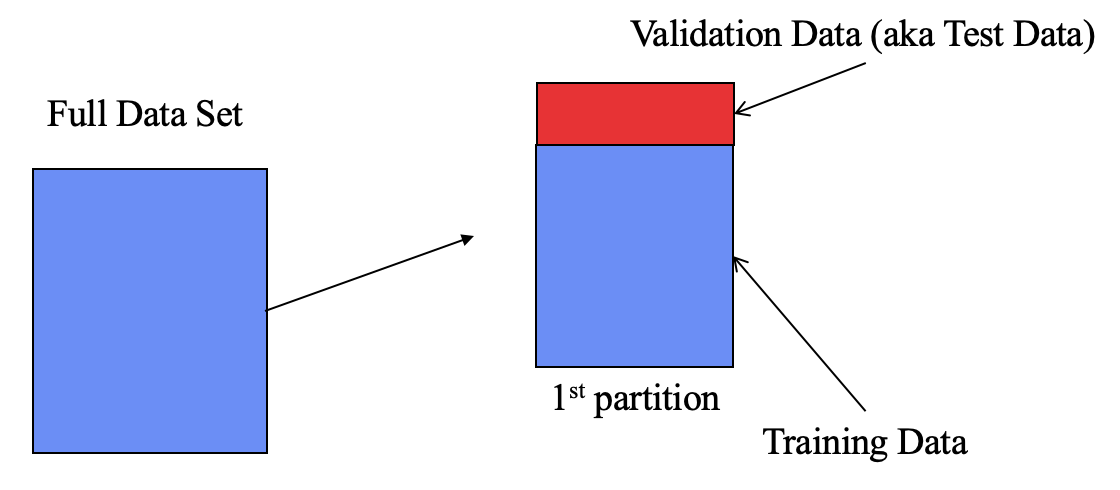 Validation Data (aka Test Data)
Full Data Set
1st partition
Training Data